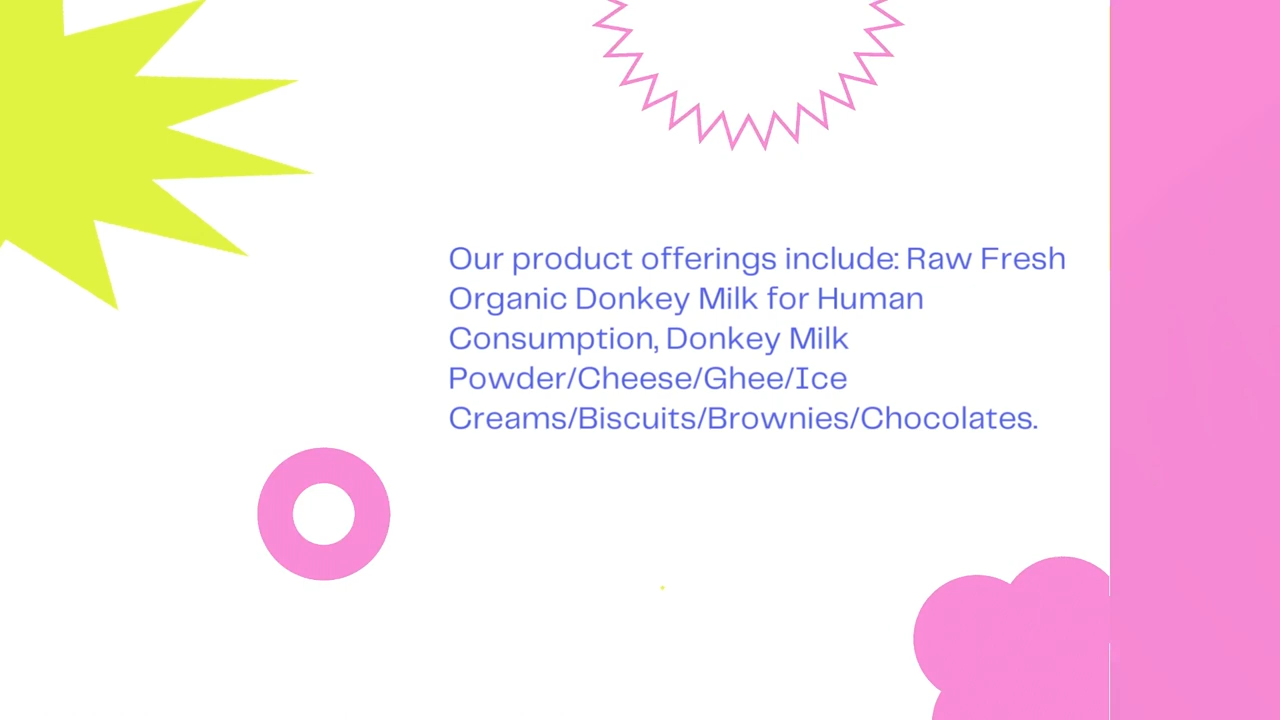 Our product offerings include: Raw Fresh
Organic Donkey Milk for Human
Consumption, Donkey Milk
Powder/Cheese/Ghee/Ice
Creams/Biscuits/Brownies/Chocolates.